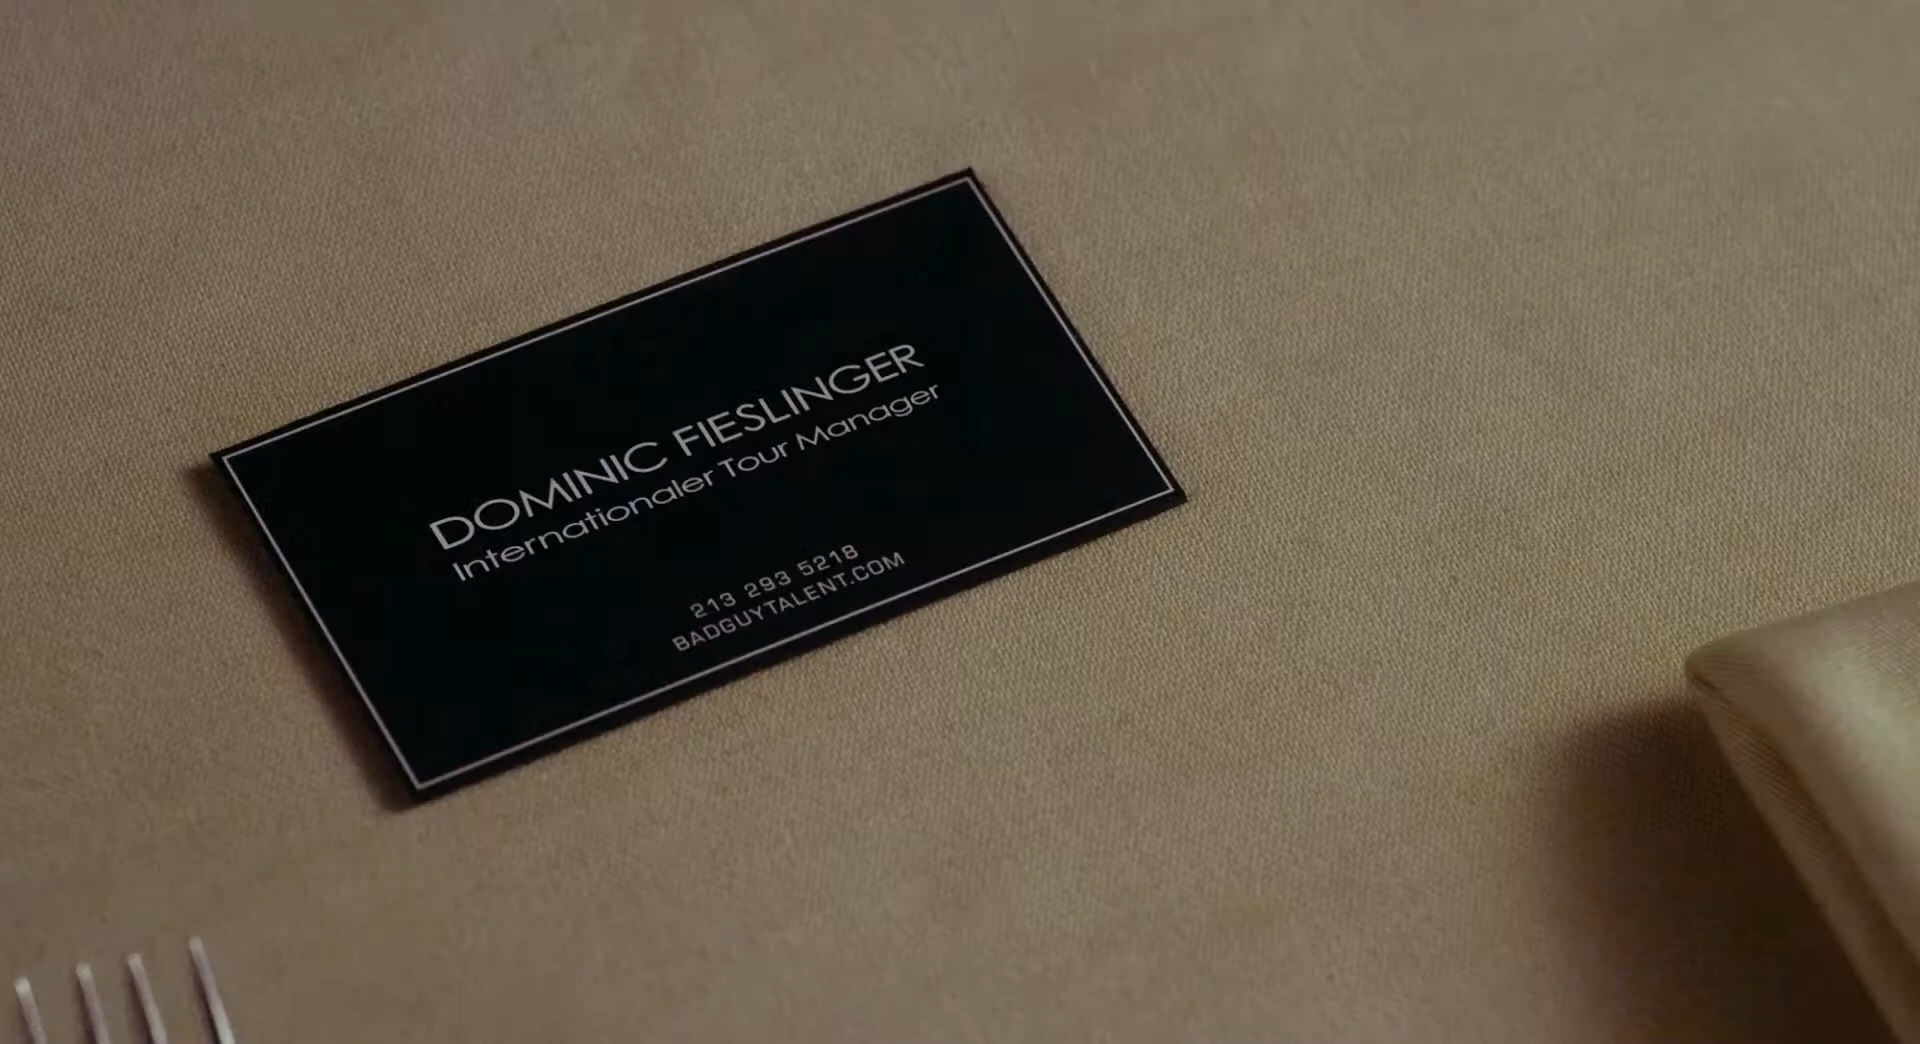 DOMINIC FIESLINGER
Internationaler Tour Manager
213 293 5218
BADGUYTALENT.COM